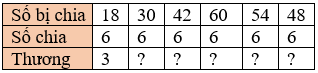 Số bị chia 18 30 42 60 54 48
Số chia 6 6 6 6 6 6
Thương 3 ? ? ? ? ?